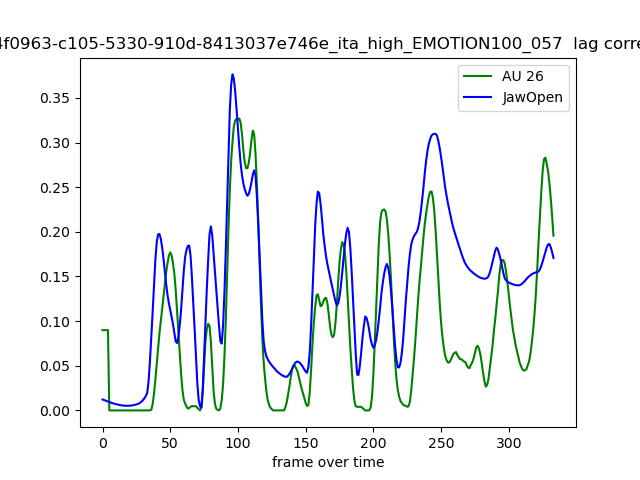 4f0963-c105-5330-910d-8413037e746e_ita_high_EMOTION100_057 lag corre
AU 26
JawOpen
0.35
0.30
0.25
0.20
0.15
0.10
0.05
0.00
0 50 100 150 200 250 300
frame over time